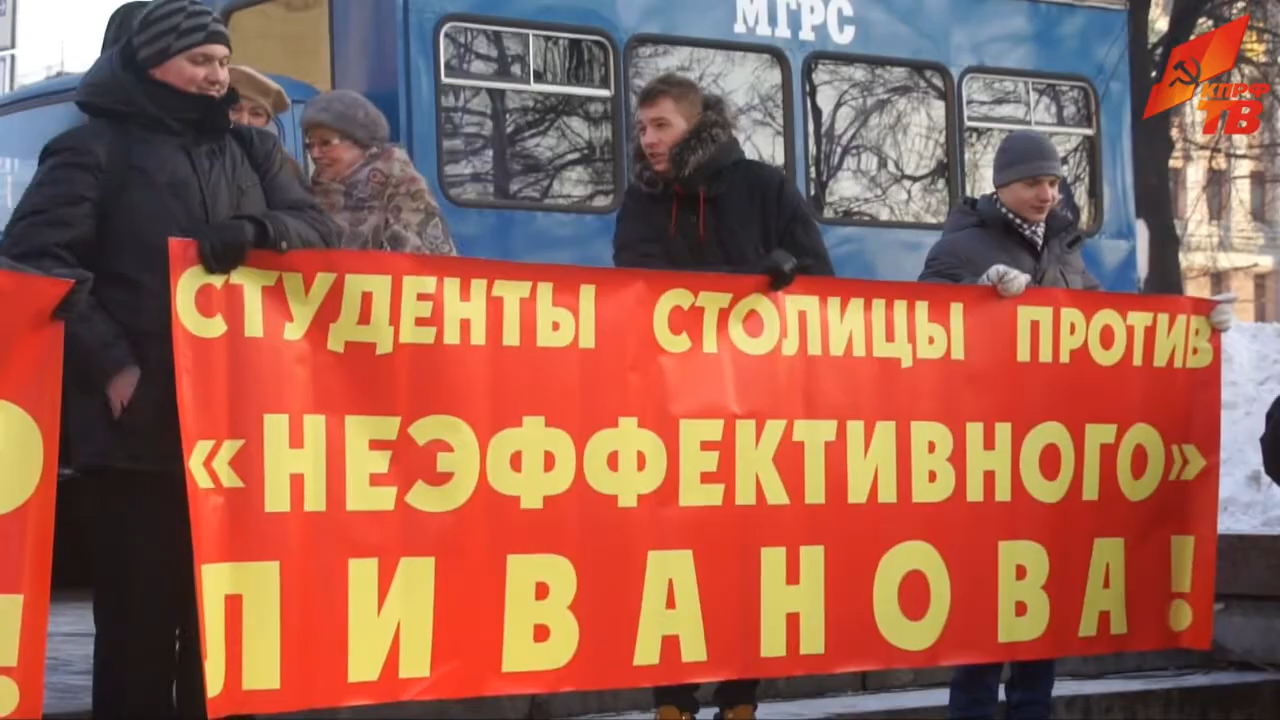 МГРС
КПРФ
ТВ
СТУДЕНТЫ СТОЛИЦЫ ПРОТИВ
«НЕЭФФЕКТИВНОГО»
ЛИВАНОВА!
!